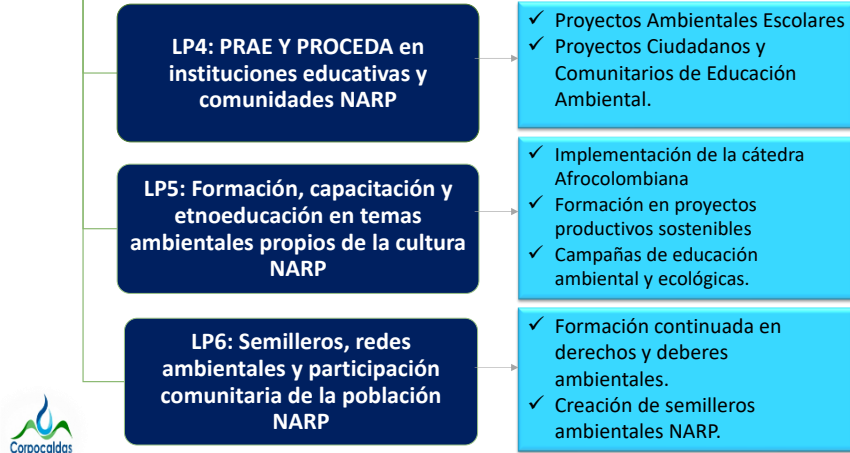 LP4: PRAE Y PROCEDA en
instituciones educativas y
comunidades NARP
✓ Proyectos Ambientales Escolares
✓ Proyectos Ciudadanos y
Comunitarios de Educación
Ambiental.
LP5: Formación, capacitación y
etnoeducación en temas
ambientales propios de la cultura
NARP
✓ Implementación de la cátedra
Afrocolombiana
✓ Formación en proyectos
productivos sostenibles
✓ Campañas de educación
ambiental y ecológicas.
LP6: Semilleros, redes
ambientales y participación
comunitaria de la población
NARP
✓ Formación continuada en
derechos y deberes
ambientales.
✓ Creación de semilleros
ambientales NARP.
Corpocaldas